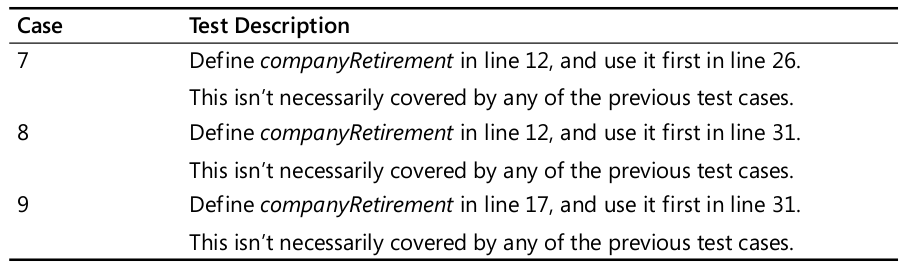 Case Test Description
7 Define companyRetirement in line 12, and use it first in line 26.
This isn’t necessarily covered by any of the previous test cases.
8 Define companyRetirement in line 12, and use it first in line 31.
This isn’t necessarily covered by any of the previous test cases.
9 Define companyRetirement in line 17, and use it first in line 31.
This isn’t necessarily covered by any of the previous test cases.